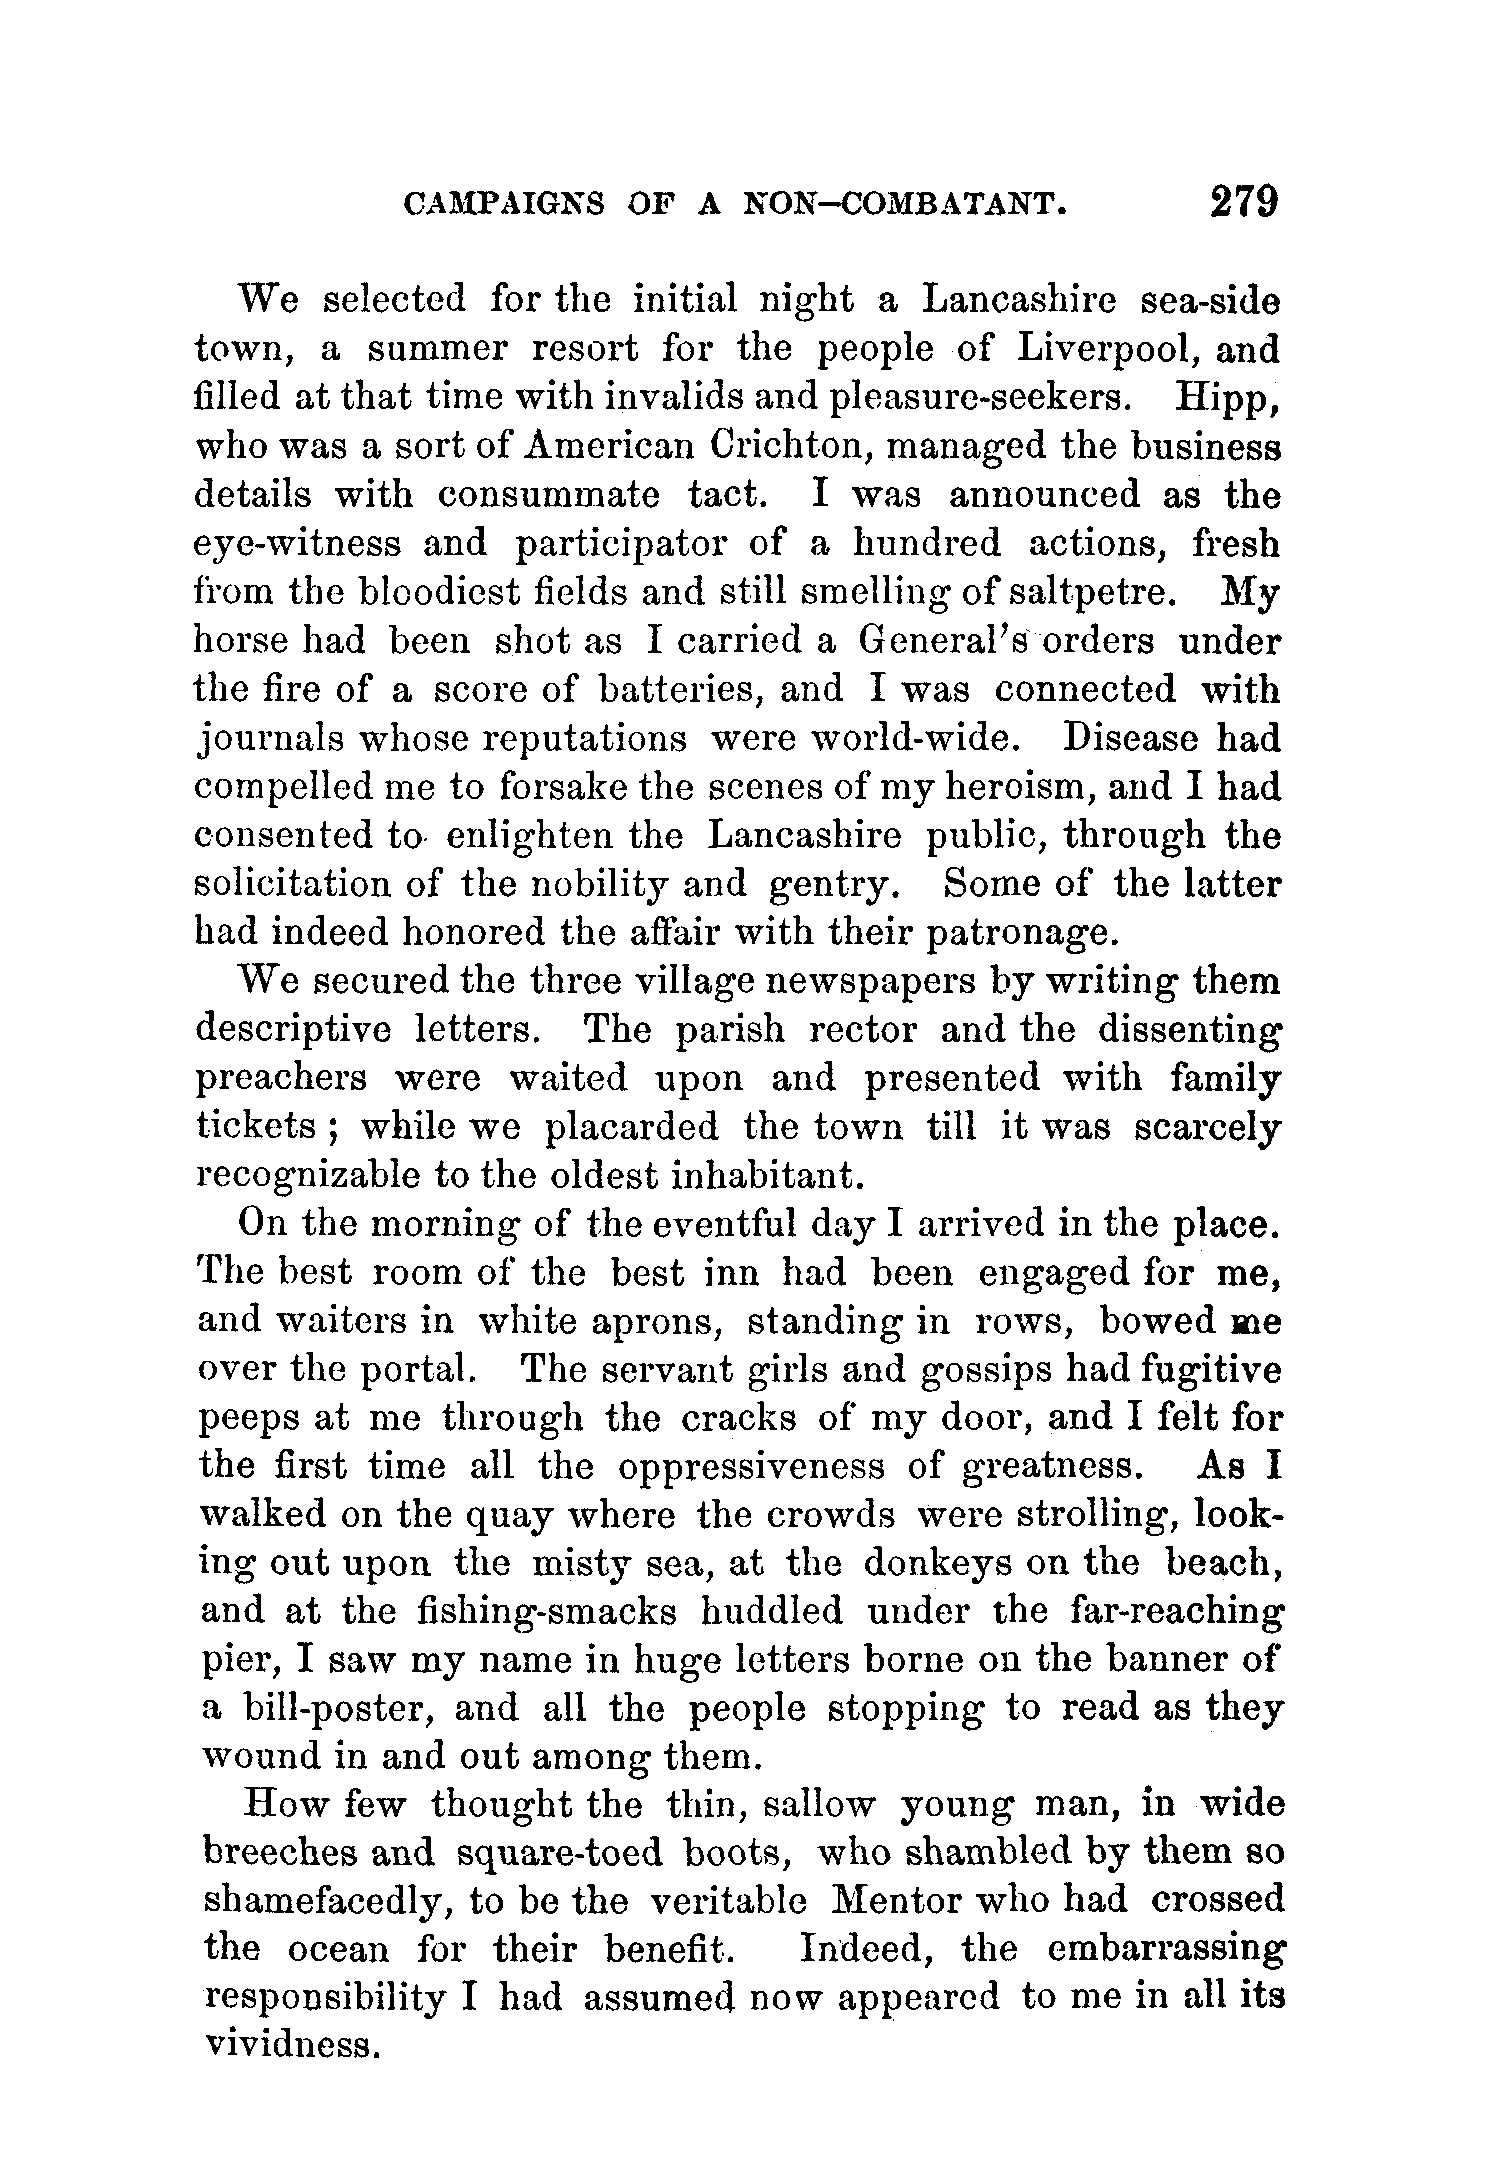 CAMPAIGNS OF A NON-COMBATANT. 279
We selected for the initial night a Lancashire sea-side
town, a summer resort for the people of Liverpool, and
filled at that time with invalids and pleasure-seekers. Hipp,
who was a sort of American Crichton, managed the business
details with consummate tact. I was announced as the
eye-witness and participator of a hundred actions, fresh
from the bloodiest fields and still smelling of saltpetre. My
horse had been shot as I carried a General's orders under
the fire of a score of batteries, and I was connected with
journals whose reputations were world-wide. Disease had
compelled me to forsake the scenes of my heroism, and I had
consented to enlighten the Lancashire public, through the
solicitation of the nobility and gentry. Some of the latter
had indeed honored the affair with their patronage.
We secured the three village newspapers by writing them
descriptive letters. The parish rector and the dissenting
preachers were waited upon and presented with family
tickets ; while we placarded the town till it was scarcely
recognizable to the oldest inhabitant.
On the morning of the eventful day I arrived in the place.
The best room of the best inn had been engaged for me,
and waiters in white aprons, standing in rows, bowed me
over the portal. The servant girls and gossips had fugitive
peeps at me through the cracks of my door, and I felt for
the first time all the oppressiveness of greatness. As I
walked on the quay where the crowds were strolling, look-
ing out upon the misty sea, at the donkeys on the beach,
and at the fishing-smacks huddled under the far-reaching
pier, I saw my name in huge letters borne on the banner of
a bill-poster, and all the people stopping to read as they
wound in and out among them.
How few thought the thin, sallow young man, in wide
breeches and square-toed boots, who shambled by them so
shamefacedly, to be the veritable Mentor who had crossed
the ocean for their benefit. Indeed, the embarrassing
responsibility I had assumed now appeared to me in all its
vividness.